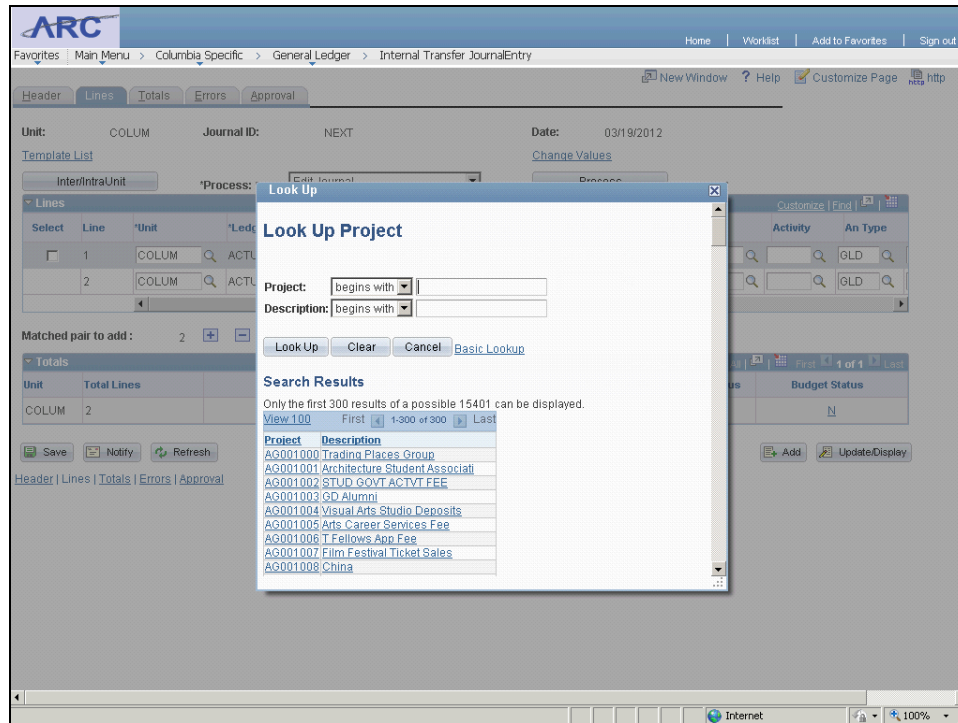 ARC
Home | Worklist | Add to Favorites | Sign out
Favorites Main Menu > Columbia Specific > General Ledger > Internal Transfer JournalEntry
New Window ? Help Customize Page http
Header Lines Totals Errors Approval
Unit: COLUM Journal ID: NEXT Date: 03/19/2012
Template List Change Values
Inter/IntraUnit *Process: Edit Journal Process
Lines Customize | Find |
Select Line *Unit *Ledg Activity An Type
1 COLUM ACTU GLD
2 COLUM ACTU GLD
Matched pair to add : 2
Totals First 1 of 1 Last
Unit Total Lines us Budget Status
COLUM 2 N
Save Notify Refresh Add Update/Display
Header | Lines | Totals | Errors | Approval
Look Up
Look Up Project
Project: begins with
Description: begins with
Look Up Clear Cancel Basic Lookup
Search Results
Only the first 300 results of a possible 15401 can be displayed.
View 100 First 1-300 of 300 Last
Project Description
AG001000 Trading Places Group
AG001001 Architecture Student Associati
AG001002 STUD GOVT ACTVT FEE
AG001003 GD Alumni
AG001004 Visual Arts Studio Deposits
AG001005 Arts Career Services Fee
AG001006 T Fellows App Fee
AG001007 Film Festival Ticket Sales
AG001008 China
Internet 100%